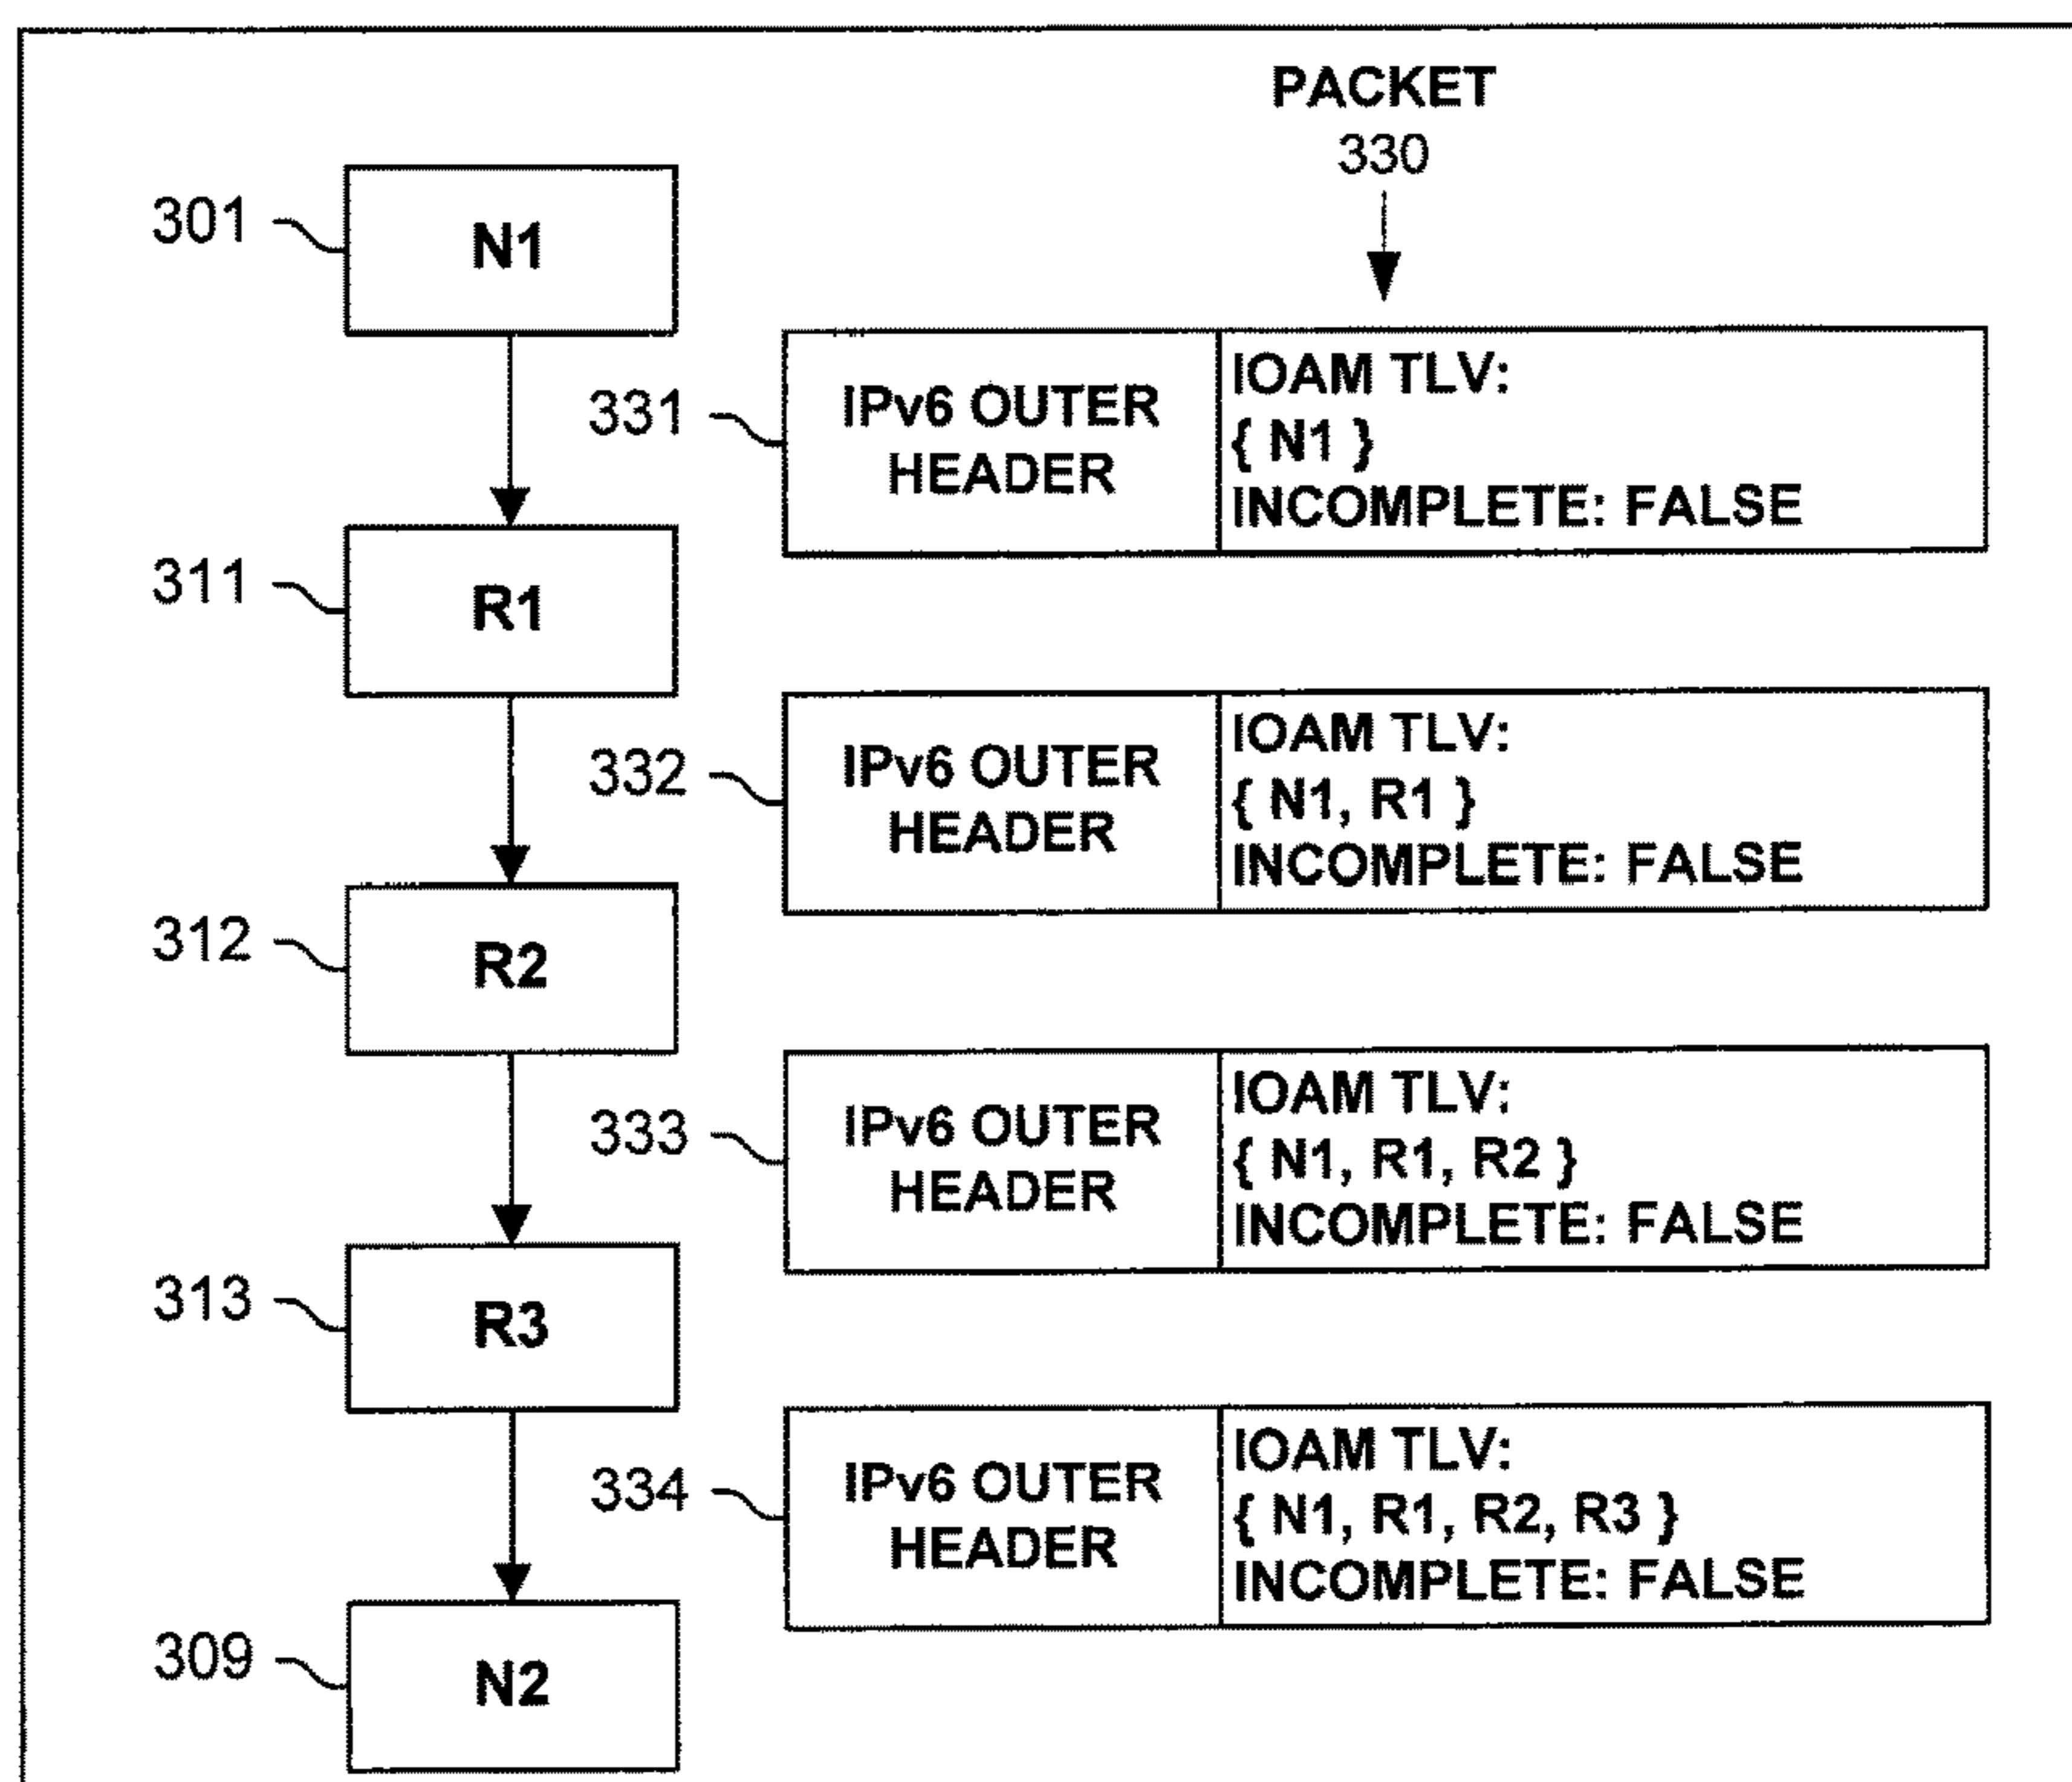 PACKET
330
301
N1
331
IPv6 OUTER
HEADER
IOAM TLV:
{ N1 }
INCOMPLETE: FALSE
311
R1
332
IPv6 OUTER
HEADER
IOAM TLV:
{ N1, R1 }
INCOMPLETE: FALSE
312
R2
333
IPv6 OUTER
HEADER
IOAM TLV:
{ N1, R1, R2 }
INCOMPLETE: FALSE
313
R3
334
IPv6 OUTER
HEADER
IOAM TLV:
{ N1, R1, R2, R3 }
INCOMPLETE: FALSE
309
N2